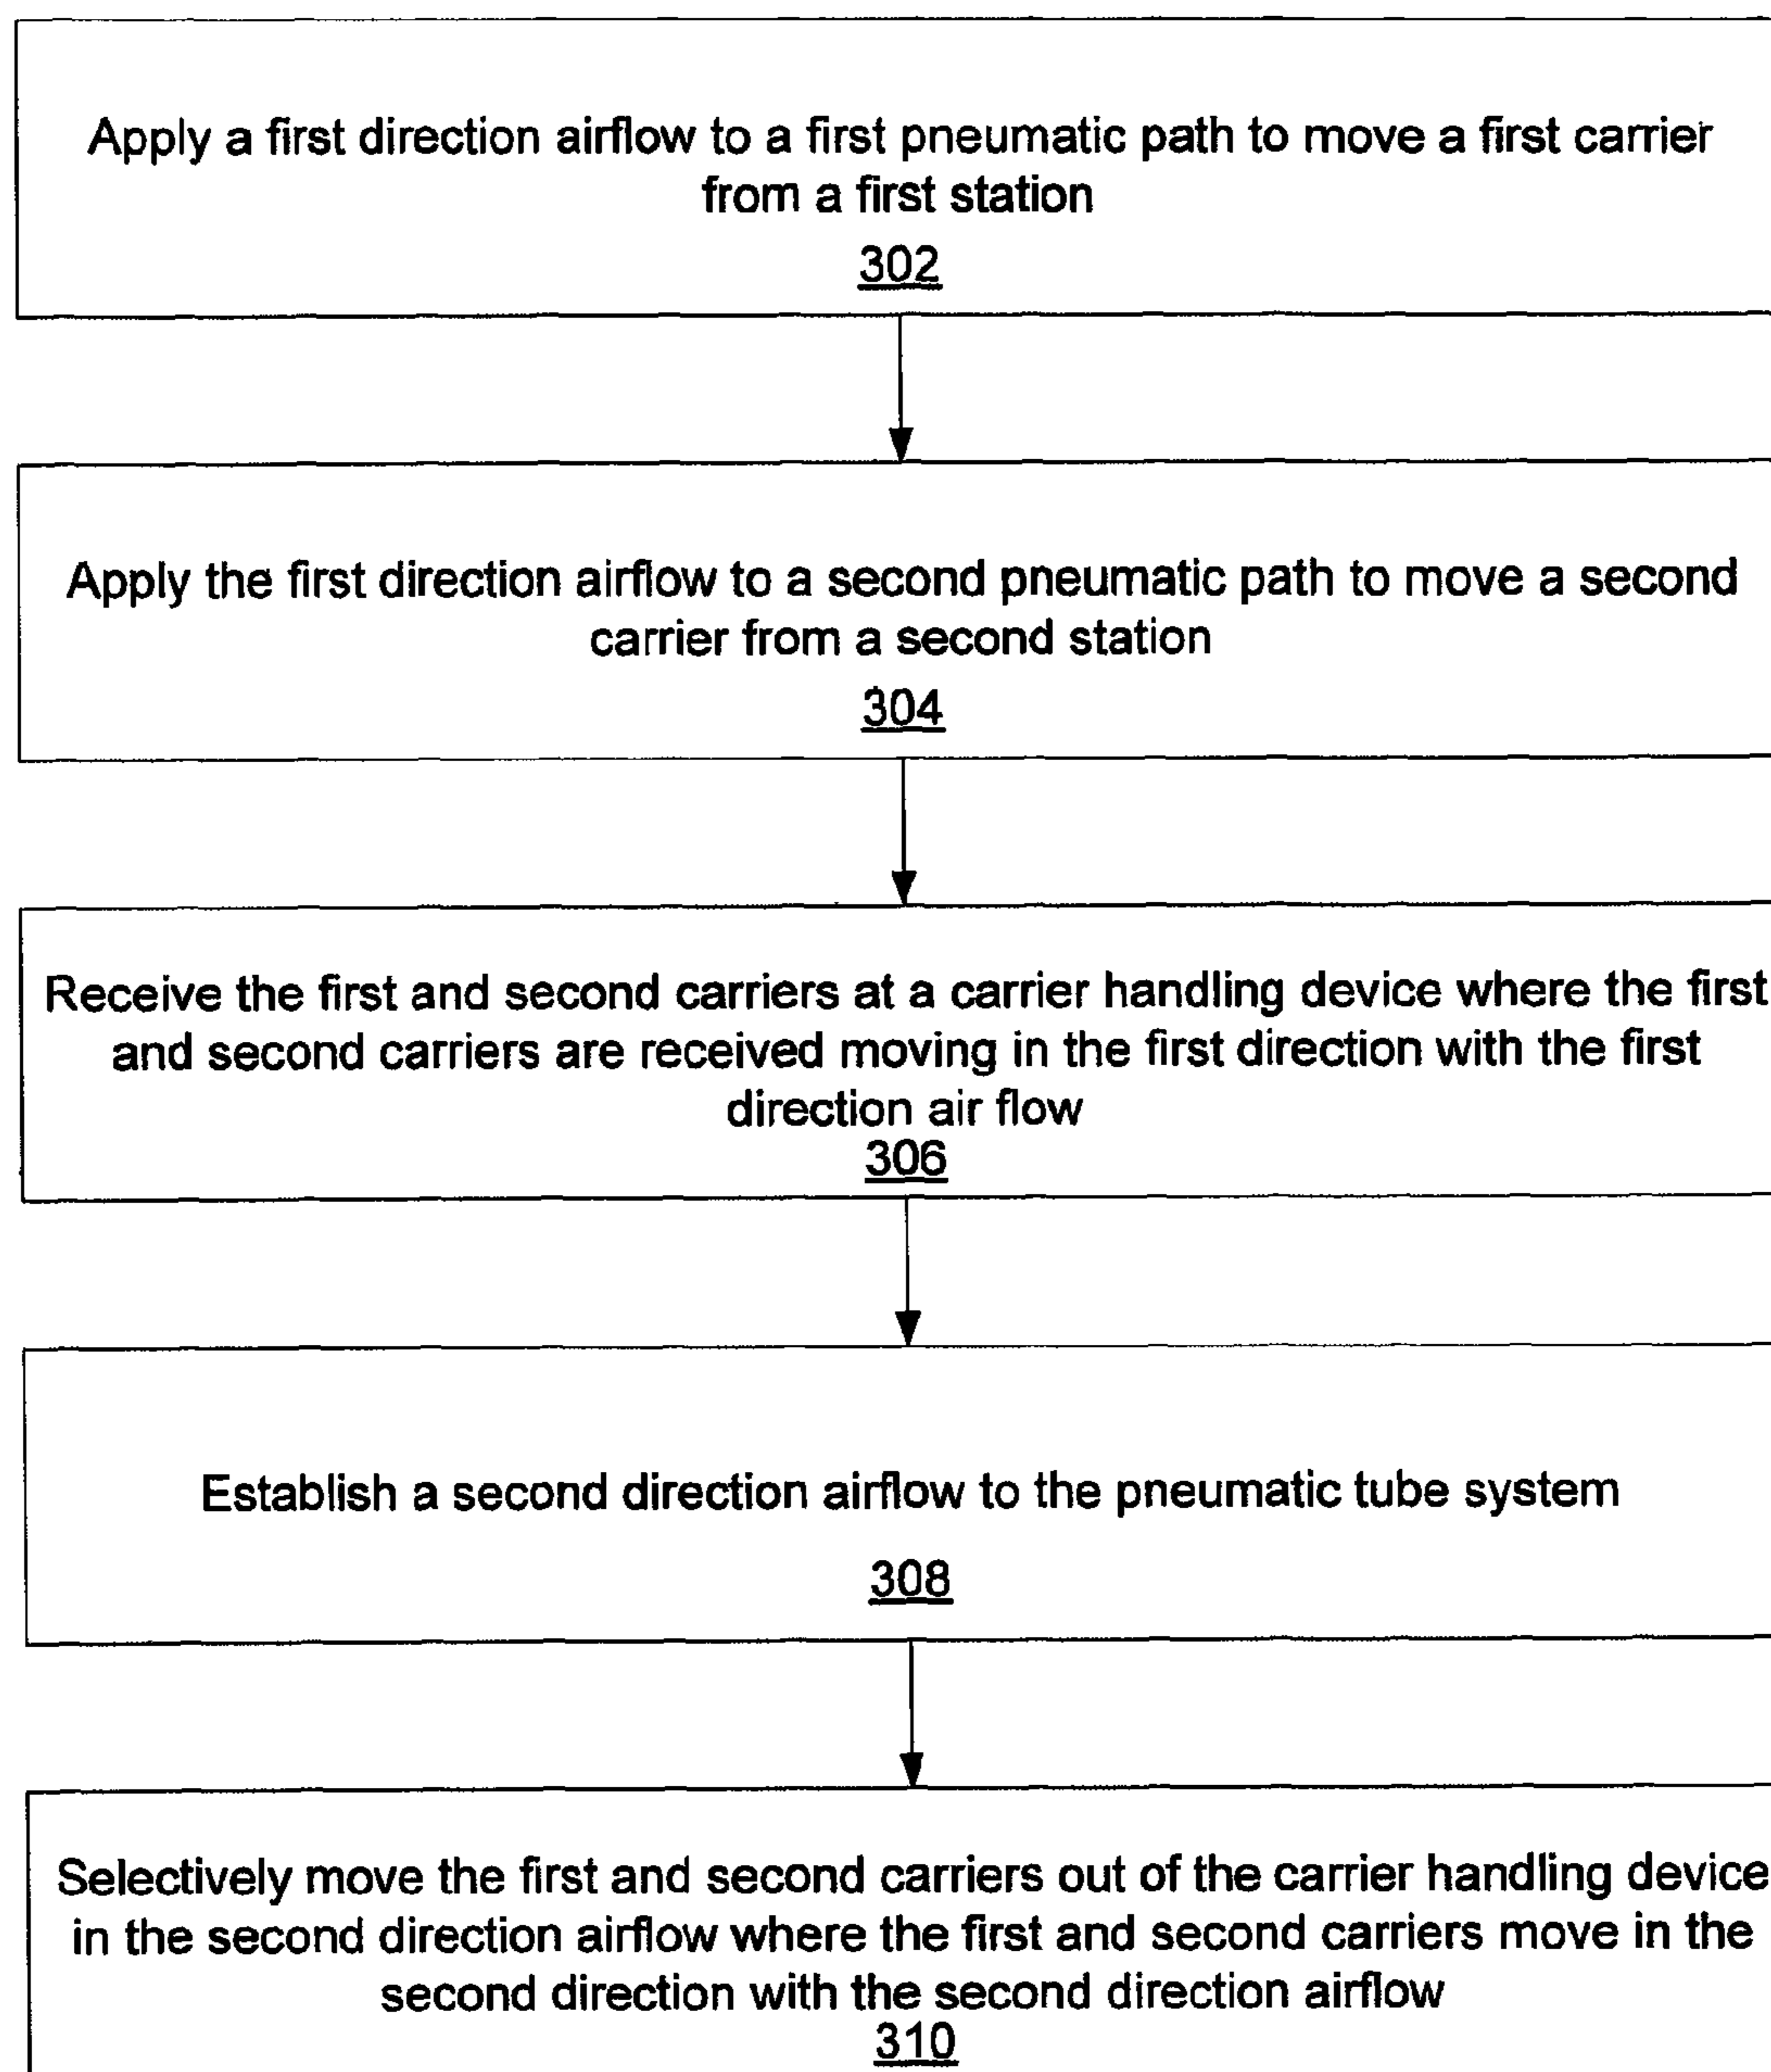 Apply a first direction airflow to a first pneumatic path to move a first carrier
from a first station
302
Apply the first direction airflow to a second pneumatic path to move a second
carrier from a second station
304
Receive the first and second carriers at a carrier handling device where the first
and second carriers are received moving in the first direction with the first
direction air flow
306
Establish a second direction airflow to the pneumatic tube system
308
Selectively move the first and second carriers out of the carrier handling device
in the second direction airflow where the first and second carriers move in the
second direction with the second direction airflow
310